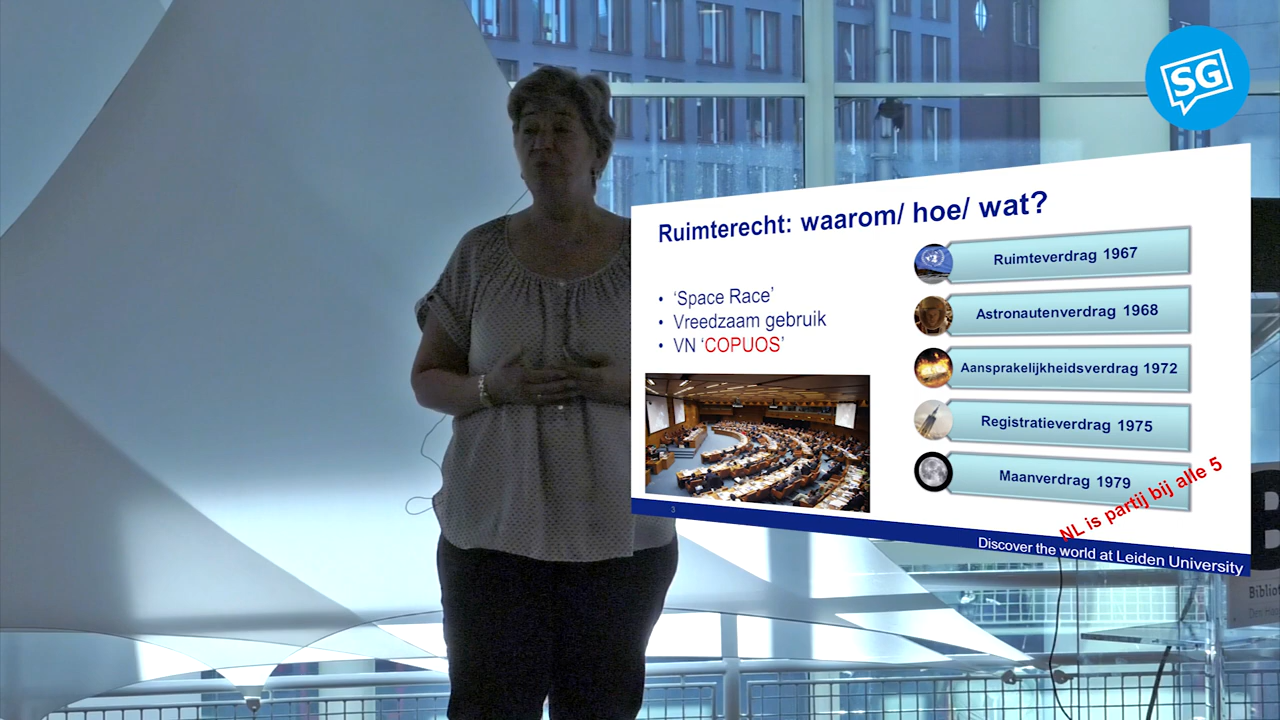 SG
Ruimterecht: waarom/ hoe/ wat?
• ‘Space Race’
• Vreedzaam gebruik
• VN ‘COPUOS’
Ruimteverdrag 1967
Astronautenverdrag 1968
Aansprakelijkheidsverdrag 1972
Registratieverdrag 1975
Maanverdrag 1979
NL is partij bij alle 5
3
Discover the world at Leiden University
B
Bibliot